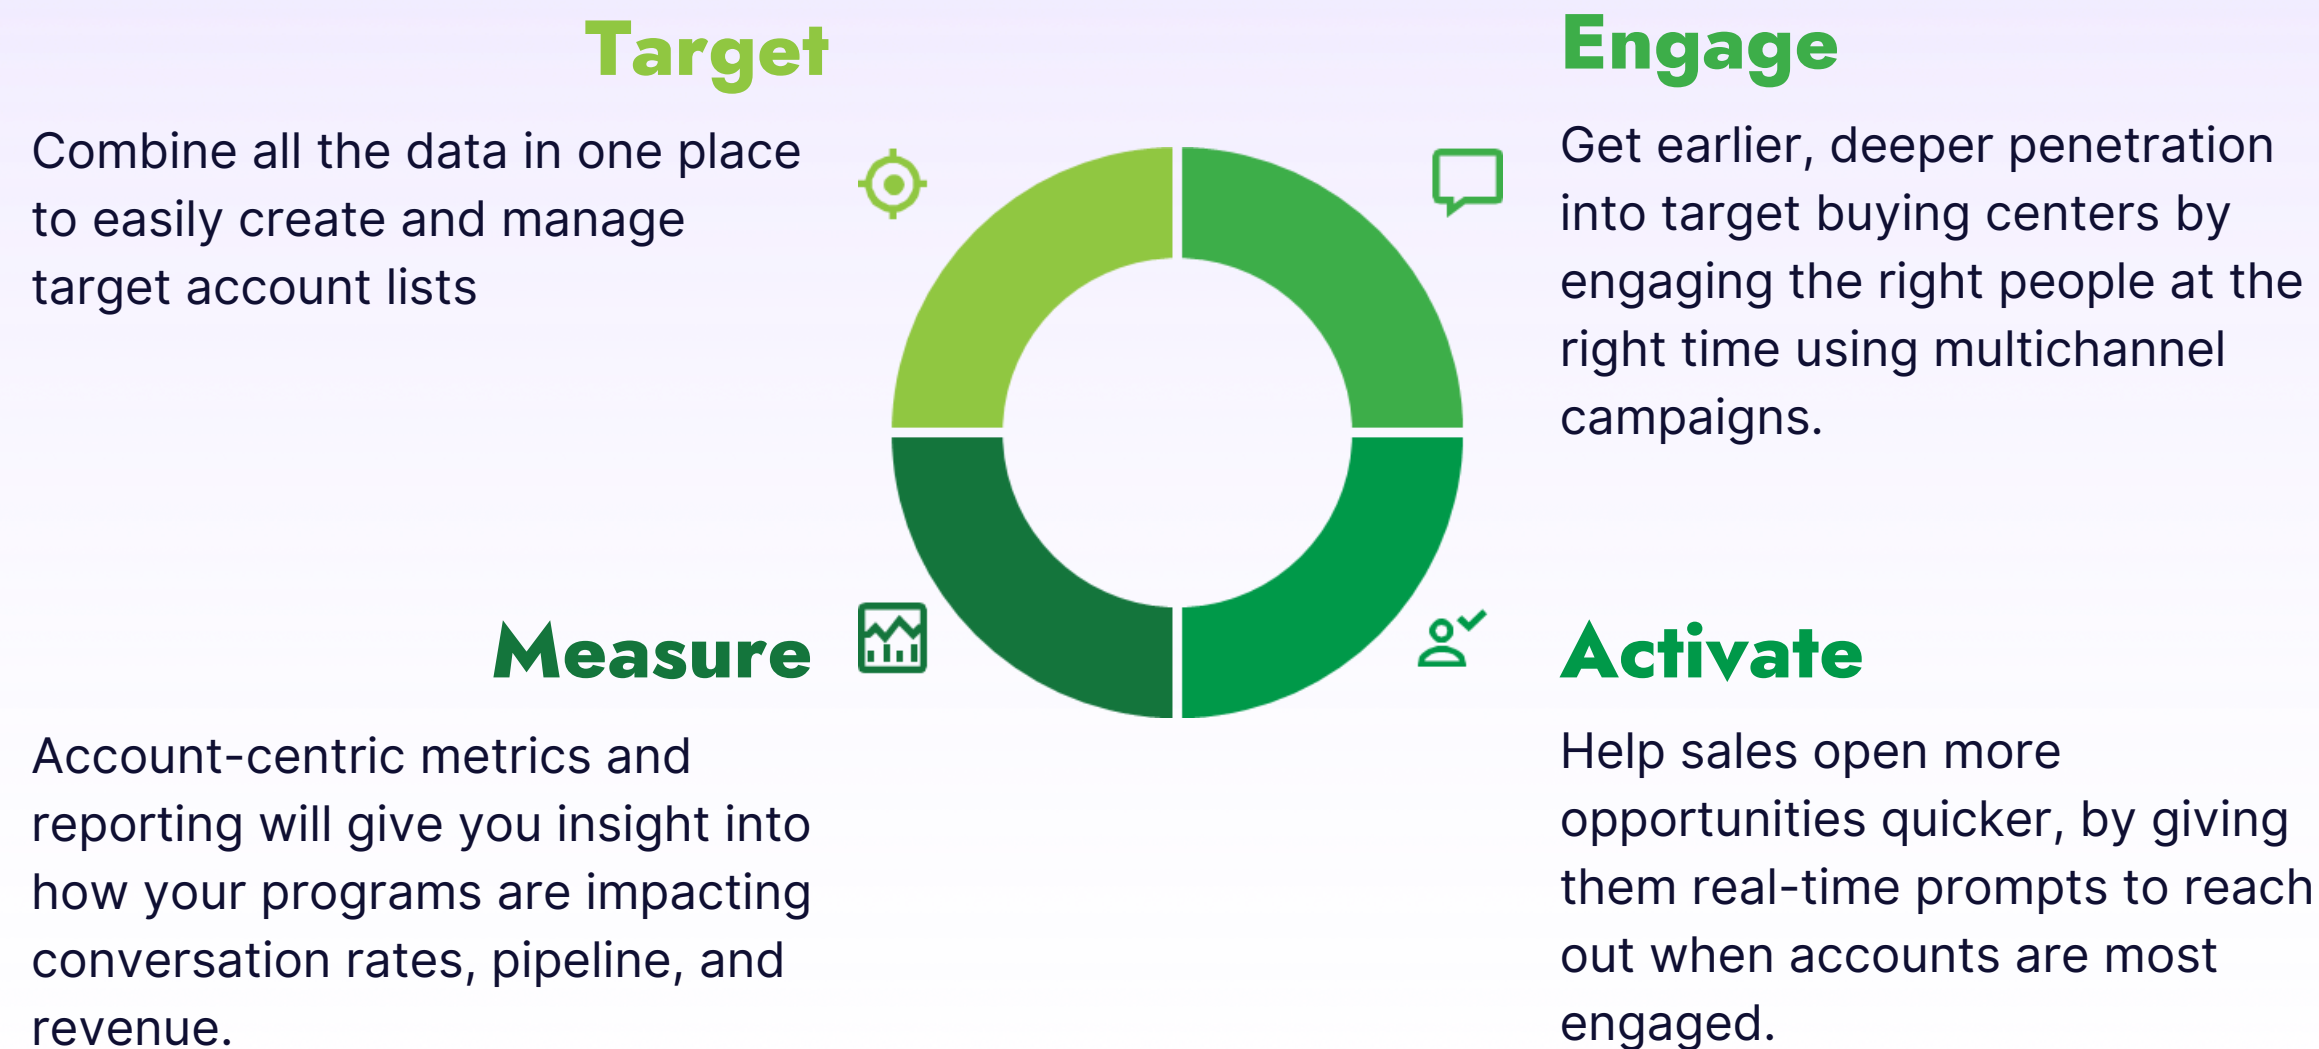 Target
Combine all the data in one place
to easily create and manage
target account lists
Engage
Get earlier, deeper penetration
into target buying centers by
engaging the right people at the
right time using multichannel
campaigns.
Measure
Account-centric metrics and
reporting will give you insight into
how your programs are impacting
conversation rates, pipeline, and
revenue.
Activate
Help sales open more
opportunities quicker, by giving
them real-time prompts to reach
out when accounts are most
engaged.